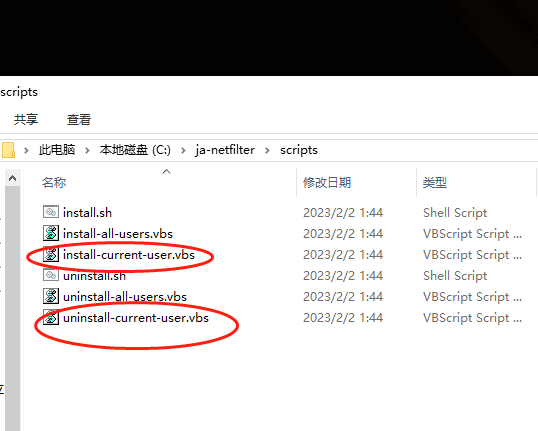 scripts
共享 查看
此电脑 本地磁盘 (C:) ja-netfilter scripts
名称 修改日期 类型
install.sh 2023/2/2 1:44 Shell Script
install-all-users.vbs 2023/2/2 1:44 VBScript Script ...
install-current-user.vbs 2023/2/2 1:44 VBScript Script ...
uninstall.sh 2023/2/2 1:44 Shell Script
uninstall-all-users.vbs 2023/2/2 1:44 VBScript Script ...
uninstall-current-user.vbs 2023/2/2 1:44 VBScript Script ...